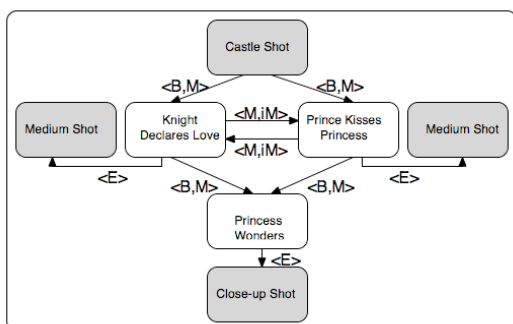 Castle Shot
<B,M>
<B,M>
Medium Shot
Knight
Declares Love
<M,iM>
<M,iM>
Prince Kisses
Princess
Medium Shot
<E>
<E>
<B,M>
<B,M>
Princess
Wonders
<E>
Close-up Shot